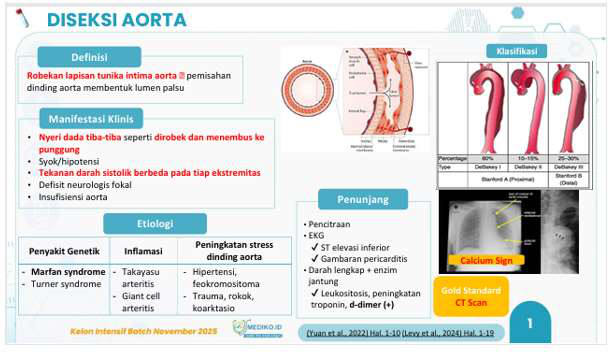 DISEKSI AORTA
Definisi
Robekan lapisan tunika intima aorta pemisahan
dinding aorta membentuk lumen palsu
Manifestasi Klinis
• Nyeri dada tiba-tiba seperti dirobek dan menembus ke
punggung
• Syok/hipotensi
• Tekanan darah sistolik berbeda pada tiap ekstremitas
• Defisit neurologis fokal
• Insufisiensi aorta
Etiologi
Penyakit Genetik
- Marfan syndrome
- Turner syndrome
Inflamasi
- Takayasu
arteritis
- Giant cell
arteritis
Peningkatan stress
dinding aorta
- Hipertensi,
feokromositoma
- Trauma, rokok,
koarktasio
Penunjang
• Pencitraan
• EKG
✓ ST elevasi inferior
✓ Gambaran pericarditis
• Darah lengkap + enzim
jantung
✓ Leukositosis, peningkatan
troponin, d-dimer (+)
Klasifikasi
Percentage 60% 10–15% 25–30%
Type DeBakey I DeBakey II DeBakey III
Stanford A (Proximal) Stanford B
(Distal)
Calcium Sign
Gold Standard
CT Scan
Kelon Intensif Batch November 2025
MEDIKO.ID
(Yuan et al., 2022) Hal. 1-10 (Levy et al., 2024) Hal. 1-19
1